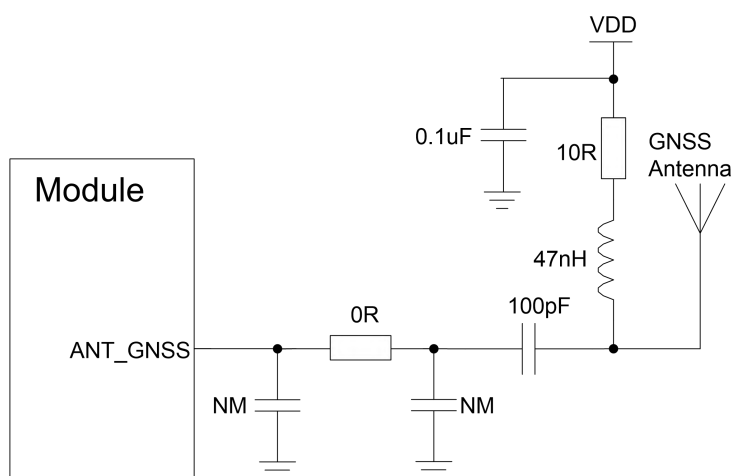 VDD
0.1uF
10R
GNSS
Antenna
Module
47nH
100pF
0R
ANT_GNSS
NM
NM